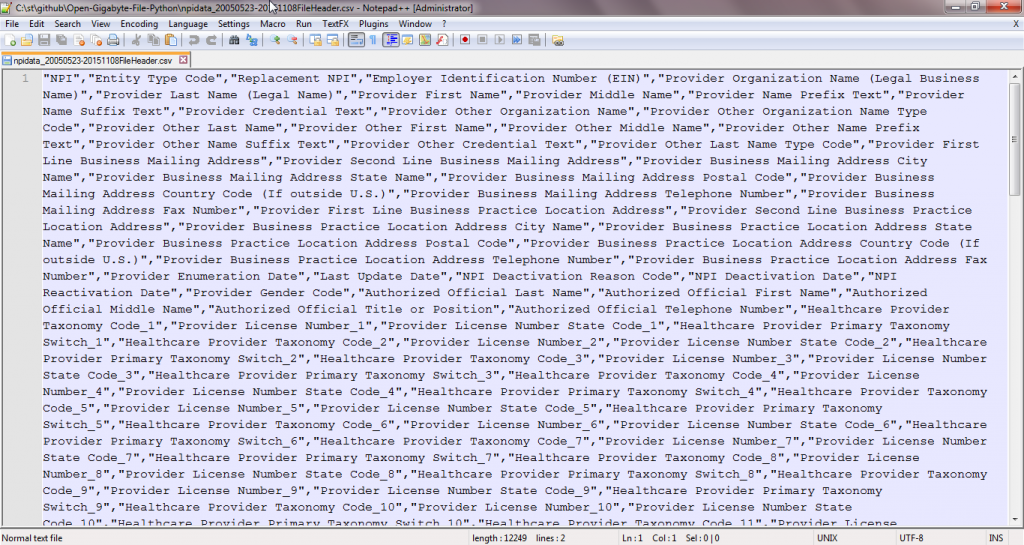 C:\st\github\Open-Gigabyte-File-Python\npidata_20050523-20151108FileHeader.csv - Notepad++ [Administrator]
File Edit Search View Encoding Language Settings Macro Run TextFX Plugins Window ? X
npidata_20050523-20151108FileHeader.csv
1 "NPI","Entity Type Code","Replacement NPI","Employer Identification Number (EIN)","Provider Organization Name (Legal Business
Name)","Provider Last Name (Legal Name)","Provider First Name","Provider Middle Name","Provider Name Prefix Text","Provider
Name Suffix Text","Provider Credential Text","Provider Other Organization Name","Provider Other Organization Name Type
Code","Provider Other Last Name","Provider Other First Name","Provider Other Middle Name","Provider Other Name Prefix
Text","Provider Other Name Suffix Text","Provider Other Credential Text","Provider Other Last Name Type Code","Provider First
Line Business Mailing Address","Provider Second Line Business Mailing Address","Provider Business Mailing Address City
Name","Provider Business Mailing Address State Name","Provider Business Mailing Address Postal Code","Provider Business
Mailing Address Country Code (If outside U.S.)","Provider Business Mailing Address Telephone Number","Provider Business
Mailing Address Fax Number","Provider First Line Business Practice Location Address","Provider Second Line Business Practice
Location Address","Provider Business Practice Location Address City Name","Provider Business Practice Location Address State
Name","Provider Business Practice Location Address Postal Code","Provider Business Practice Location Address Country Code (If
outside U.S.)","Provider Business Practice Location Address Telephone Number","Provider Business Practice Location Address Fax
Number","Provider Enumeration Date","Last Update Date","NPI Deactivation Reason Code","NPI Deactivation Date","NPI
Reactivation Date","Provider Gender Code","Authorized Official Last Name","Authorized Official First Name","Authorized
Official Middle Name","Authorized Official Title or Position","Authorized Official Telephone Number","Healthcare Provider
Taxonomy Code_1","Provider License Number_1","Provider License Number State Code_1","Healthcare Provider Primary Taxonomy
Switch_1","Healthcare Provider Taxonomy Code_2","Provider License Number_2","Provider License Number State Code_2","Healthcare
Provider Primary Taxonomy Switch_2","Healthcare Provider Taxonomy Code_3","Provider License Number_3","Provider License Number
State Code_3","Healthcare Provider Primary Taxonomy Switch_3","Healthcare Provider Taxonomy Code_4","Provider License
Number_4","Provider License Number State Code_4","Healthcare Provider Primary Taxonomy Switch_4","Healthcare Provider Taxonomy
Code_5","Provider License Number_5","Provider License Number State Code_5","Healthcare Provider Primary Taxonomy
Switch_5","Healthcare Provider Taxonomy Code_6","Provider License Number_6","Provider License Number State Code_6","Healthcare
Provider Primary Taxonomy Switch_6","Healthcare Provider Taxonomy Code_7","Provider License Number_7","Provider License Number
State Code_7","Healthcare Provider Primary Taxonomy Switch_7","Healthcare Provider Taxonomy Code_8","Provider License
Number_8","Provider License Number State Code_8","Healthcare Provider Primary Taxonomy Switch_8","Healthcare Provider Taxonomy
Code_9","Provider License Number_9","Provider License Number State Code_9","Healthcare Provider Primary Taxonomy
Switch_9","Healthcare Provider Taxonomy Code_10","Provider License Number_10","Provider License Number State
Code_10","Healthcare Provider Primary Taxonomy Switch_10","Healthcare Provider Taxonomy Code_11","Provider License
Normal text file length : 12249 lines : 2 Ln : 1 Col : 1 Sel : 0 | 0 UNIX UTF-8 INS